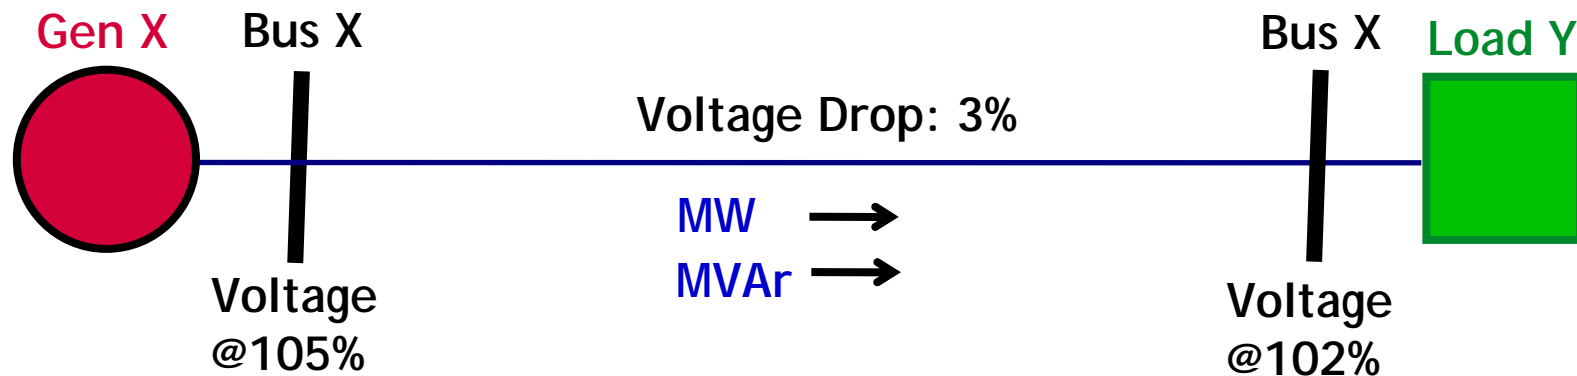 Gen X
Bus X
Bus X
Load Y
Voltage Drop: 3%
MW
MVAr
Voltage
@105%
Voltage
@102%